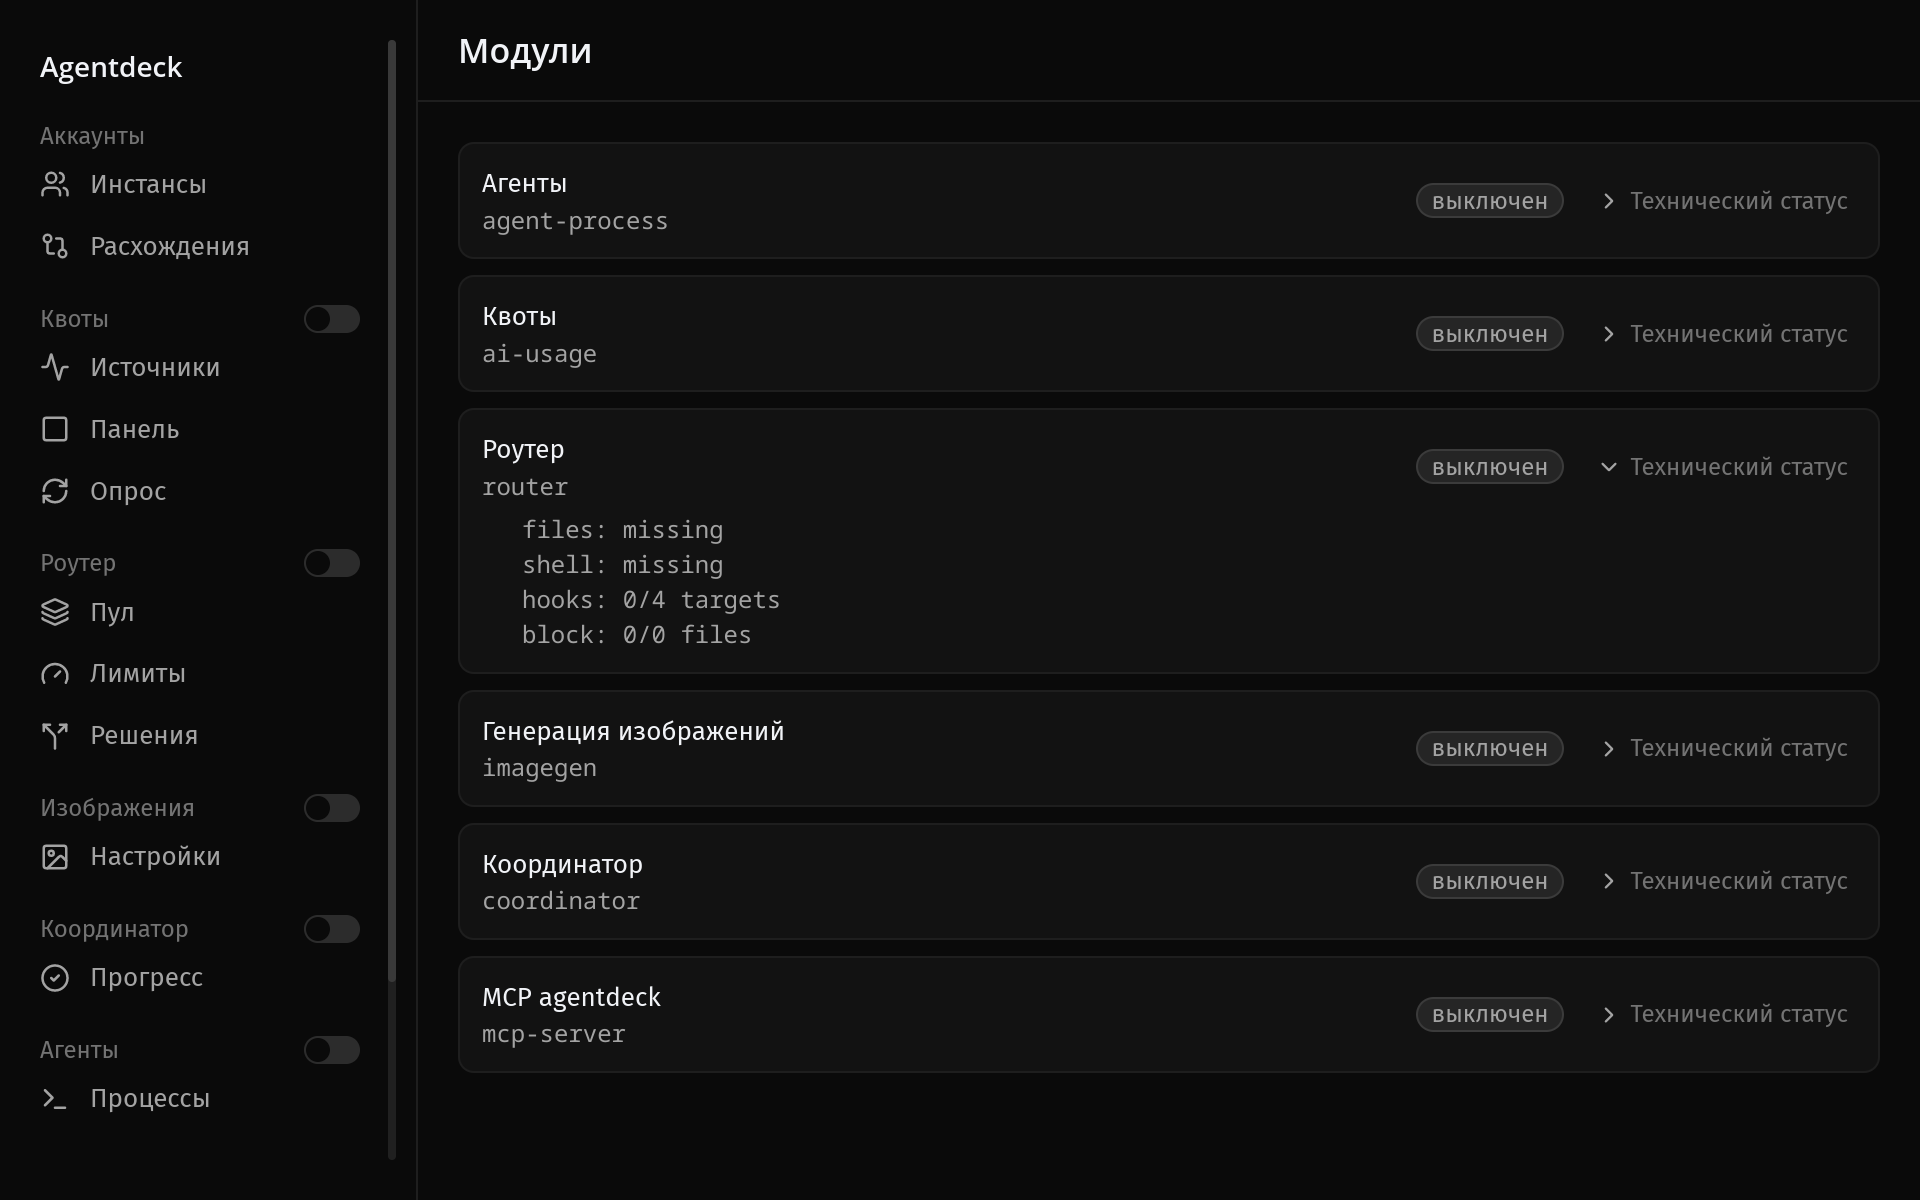 Agentdeck
Аккаунты
Инстансы
Расхождения
Квоты
Источники
Панель
Опрос
Роутер
Пул
Лимиты
Решения
Изображения
Настройки
Координатор
Прогресс
Агенты
Процессы
Модули
Агенты
agent-process
выключен
Технический статус
Квоты
ai-usage
выключен
Технический статус
Роутер
router
выключен
Технический статус
files: missing
shell: missing
hooks: 0/4 targets
block: 0/0 files
Генерация изображений
imagegen
выключен
Технический статус
Координатор
coordinator
выключен
Технический статус
MCP agentdeck
mcp-server
выключен
Технический статус